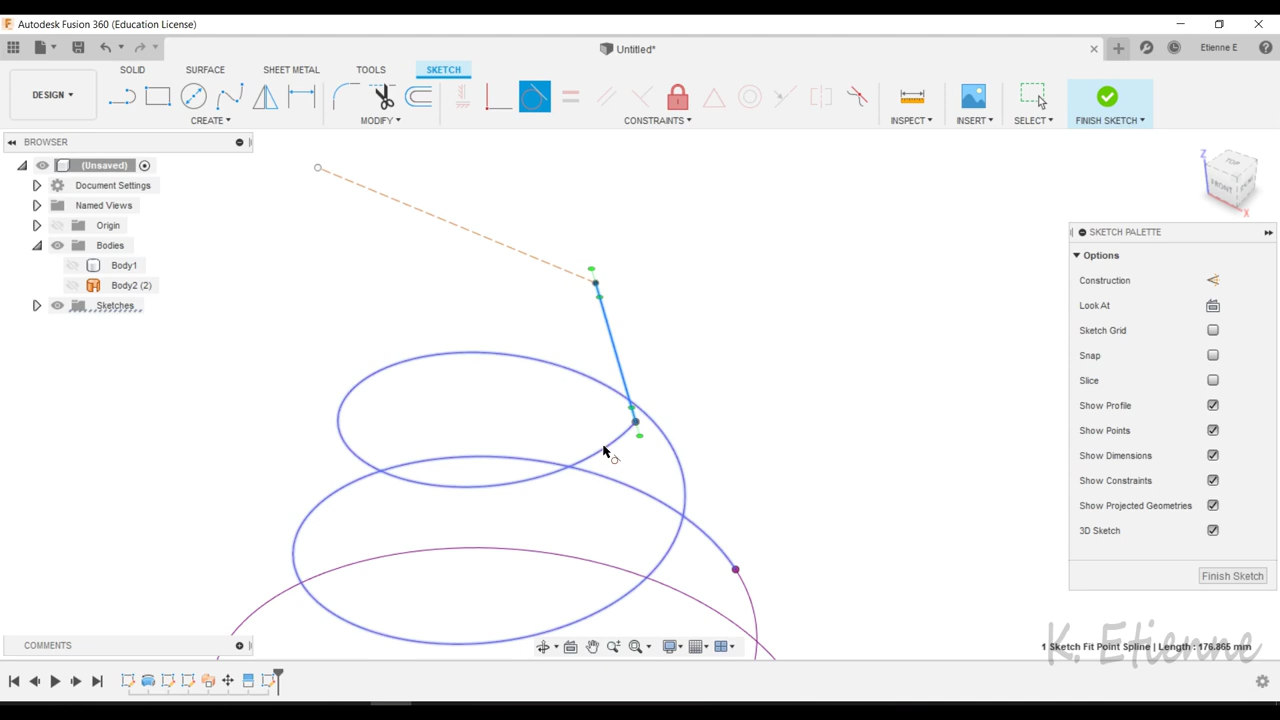 Autodesk Fusion 360 (Education License)
Untitled*
Etienne E
DESIGN
SOLID
SURFACE
SHEET METAL
TOOLS
SKETCH
CREATE
MODIFY
CONSTRAINTS
INSPECT
INSERT
SELECT
FINISH SKETCH
BROWSER
(Unsaved)
Document Settings
Named Views
Origin
Bodies
Body1
Body2 (2)
Sketches
Z
TOP
FRONT
X
SKETCH PALETTE
Options
Construction
Look At
Sketch Grid
Snap
Slice
Show Profile
Show Points
Show Dimensions
Show Constraints
Show Projected Geometries
3D Sketch
Finish Sketch
COMMENTS
K. Etienne
1 Sketch Fit Point Spline | Length : 176.865 mm